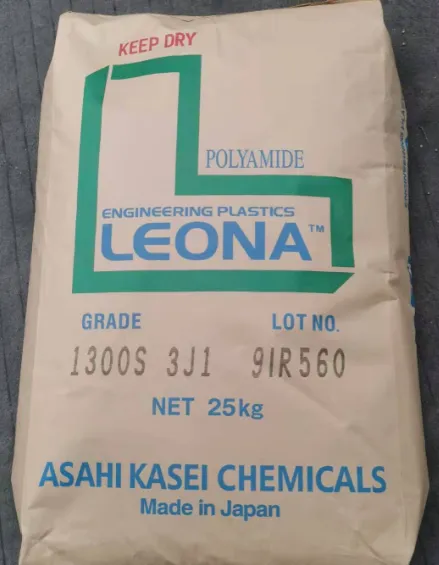 KEEP DRY
POLYAMIDE
ENGINEERING PLASTICS
LEONA™
GRADE LOT NO.
1300S 3J1 9IR560
NET 25kg
ASAHI KASEI CHEMICALS
Made in Japan